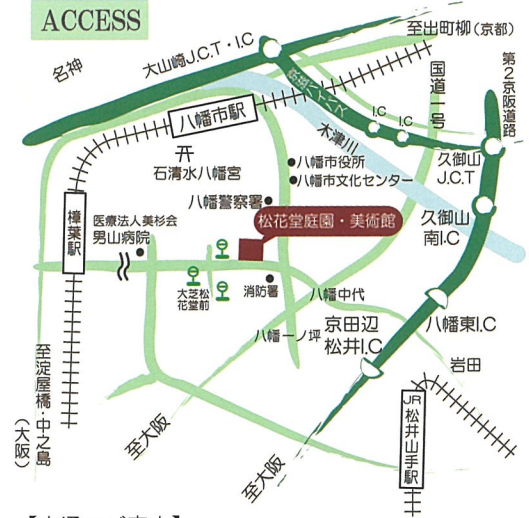 ACCESS
至出町柳(京都)
名神
大山崎J.C.T・I.C
京滋バイパス
I.C
I.C
国道一号
第2京阪道路
八幡市駅
木津川
石清水八幡宮
八幡市役所
八幡市文化センター
久御山
J.C.T
樟葉駅
医療法人美杉会
男山病院
八幡警察署
松花堂庭園・美術館
久御山
南I.C
大芝松
花堂前
消防署
八幡中代
八幡一ノ坪
京田辺
松井I.C
八幡東I.C
岩田
至淀屋橋・中之島
(大阪)
至大阪
至大阪
JR
松井山手駅